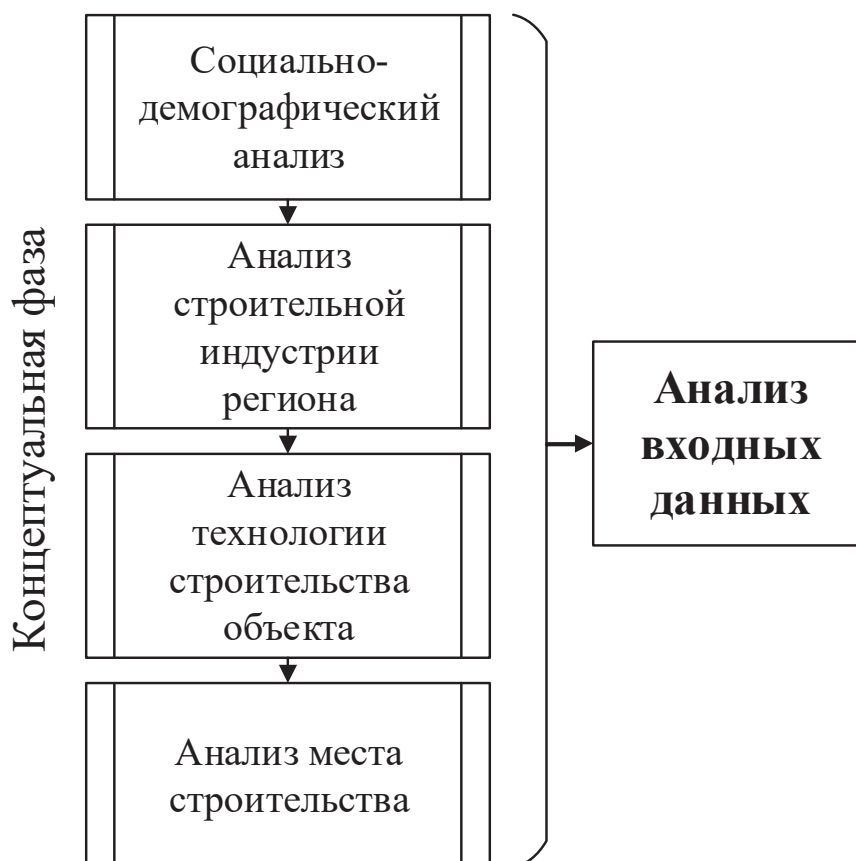 Концептуальная фаза
Социально-
демографический
анализ
Анализ
строительной
индустрии
региона
Анализ
технологии
строительства
объекта
Анализ места
строительства
Анализ
входных
данных